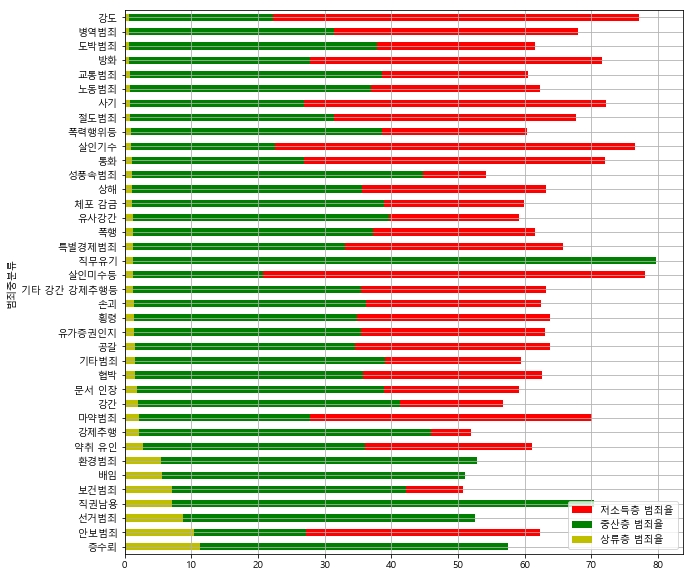 강도
병역범죄
도박범죄
방화
교통범죄
노동범죄
사기
절도범죄
폭력행위등
살인기수
통화
성풍속범죄
상해
체포 감금
유사강간
폭행
특별경제범죄
직무유기
살인미수등
기타 강간 강제추행등
손괴
횡령
유가증권인지
공갈
기타범죄
협박
문서 인장
강간
마약범죄
강제추행
약취 유인
환경범죄
배임
보건범죄
직권남용
선거범죄
안보범죄
증수뢰
범죄중분류
0 10 20 30 40 50 60 70 80
저소득층 범죄율
중산층 범죄율
상류층 범죄율